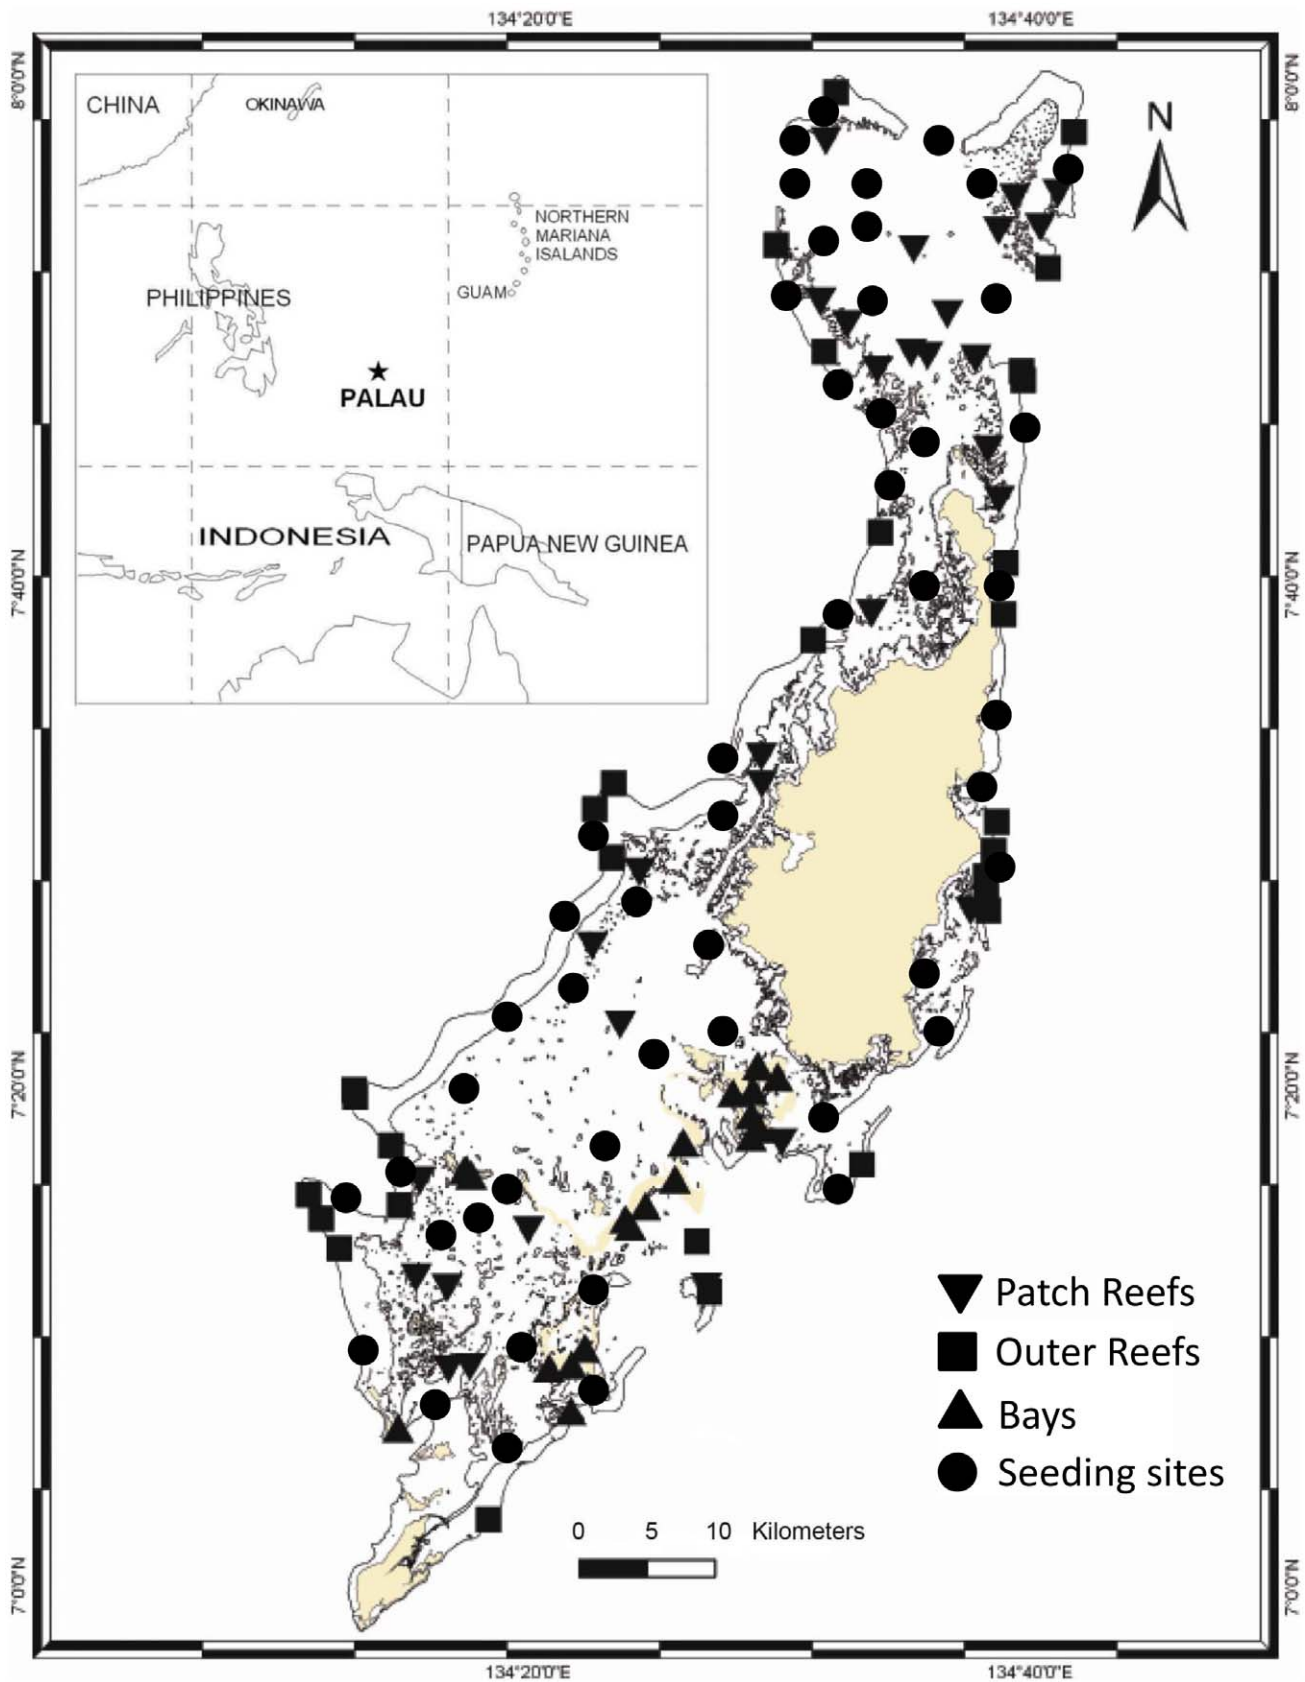 134°20'0"E
134°40'0"E
8°0'0"N
8°0'0"N
CHINA
OKINAWA
N
NORTHERN
MARIANA
ISALANDS
GUAM
PHILIPPINES
PALAU
INDONESIA
PAPUA NEW GUINEA
7°40'0"N
7°40'0"N
7°20'0"N
7°20'0"N
Patch Reefs
Outer Reefs
Bays
Seeding sites
0 5 10 Kilometers
7°0'0"N
7°0'0"N
134°20'0"E
134°40'0"E